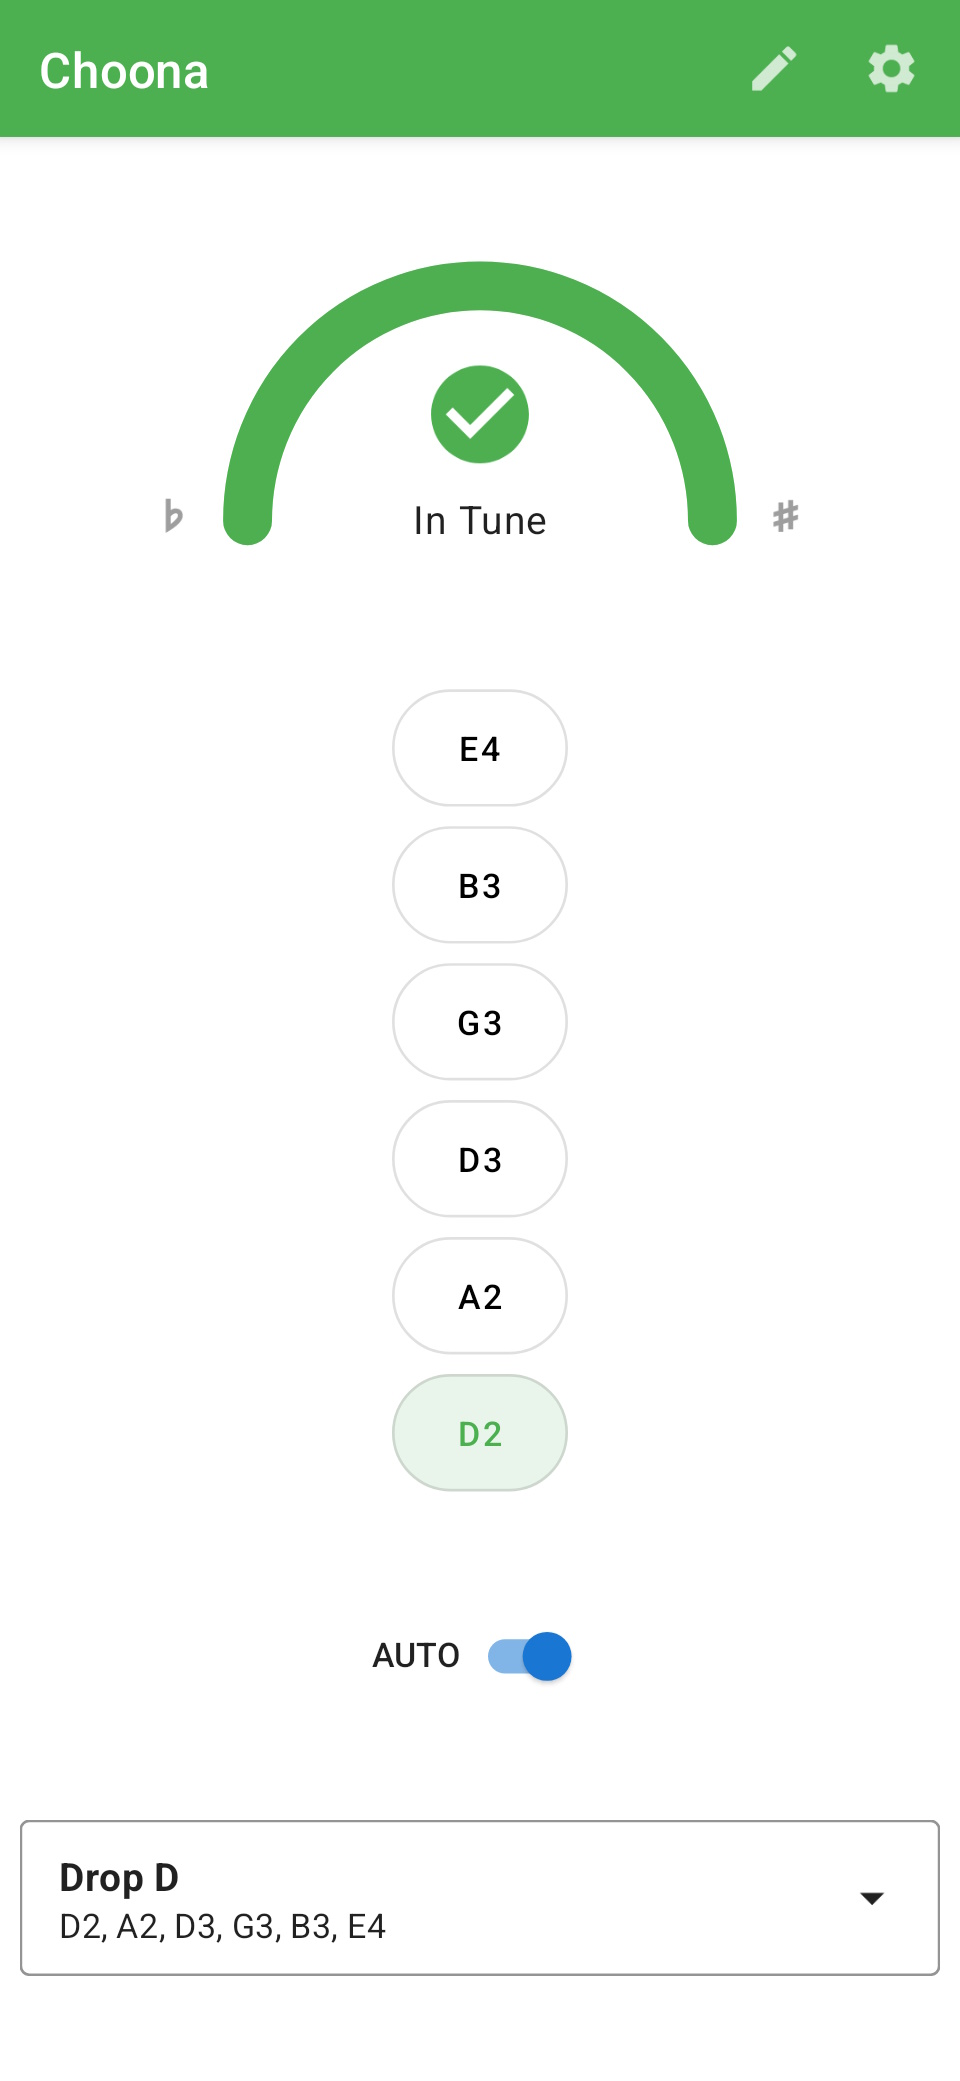 Choona
♭
In Tune
♯
E4
B3
G3
D3
A2
D2
AUTO
Drop D
D2, A2, D3, G3, B3, E4